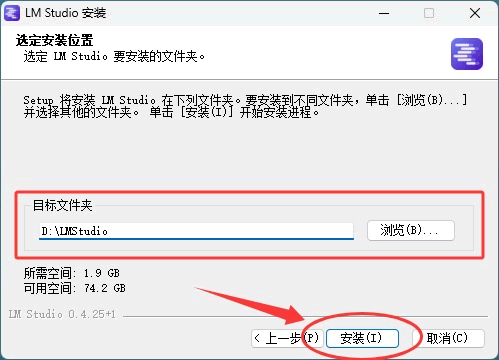 LM Studio 安装
选定安装位置
选定 LM Studio 要安装的文件夹。
Setup 将安装 LM Studio 在下列文件夹。要安装到不同文件夹，单击 [浏览(B)...]
并选择其他的文件夹。 单击 [安装(I)] 开始安装进程。
目标文件夹
D:\LMStudio
浏览(B)...
所需空间: 1.9 GB
可用空间: 74.2 GB
LM Studio 0.4.25+1
< 上一步(P) 安装(I) 取消(C)